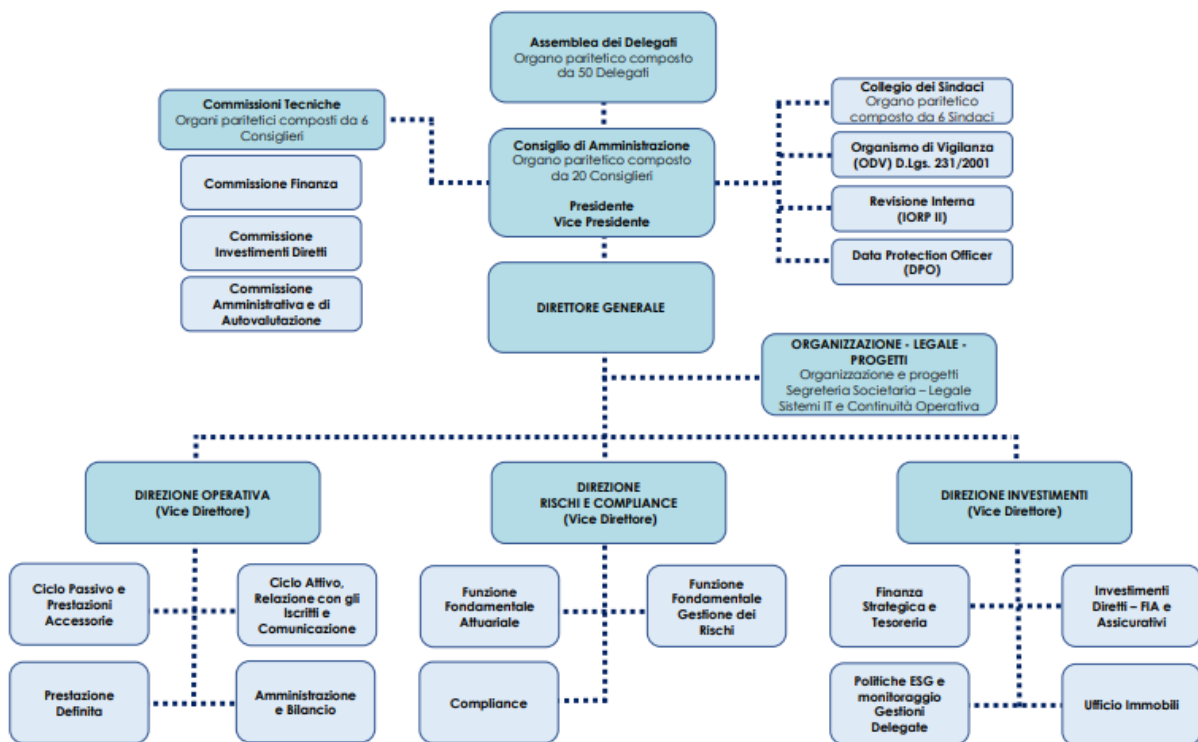 Assemblea dei Delegati
Organo paritetico composto
da 50 Delegati
Commissioni Tecniche
Organi paritetici composti da 6
Consiglieri
Commissione Finanza
Commissione
Investimenti Diretti
Commissione
Amministrativa e di
Autovalutazione
Consiglio di Amministrazione
Organo paritetico composto
da 20 Consiglieri
Presidente
Vice Presidente
Collegio dei Sindaci
Organo paritetico
composto da 6 Sindaci
Organismo di Vigilanza
(ODV) D.Lgs. 231/2001
Revisione Interna
(IORP II)
Data Protection Officer
(DPO)
DIRETTORE GENERALE
ORGANIZZAZIONE - LEGALE -
PROGETTI
Organizzazione e progetti
Segreteria Societaria – Legale
Sistemi IT e Continuità Operativa
DIREZIONE OPERATIVA
(Vice Direttore)
DIREZIONE
RISCHI E COMPLIANCE
(Vice Direttore)
DIREZIONE INVESTIMENTI
(Vice Direttore)
Ciclo Passivo e
Prestazioni
Accessorie
Ciclo Attivo,
Relazione con gli
Iscritti e
Comunicazione
Prestazione
Definita
Amministrazione
e Bilancio
Funzione
Fondamentale
Attuariale
Funzione
Fondamentale
Gestione dei
Rischi
Compliance
Finanza
Strategica e
Tesoreria
Investimenti
Diretti – FIA e
Assicurativi
Politiche ESG e
monitoraggio
Gestioni
Delegate
Ufficio Immobili